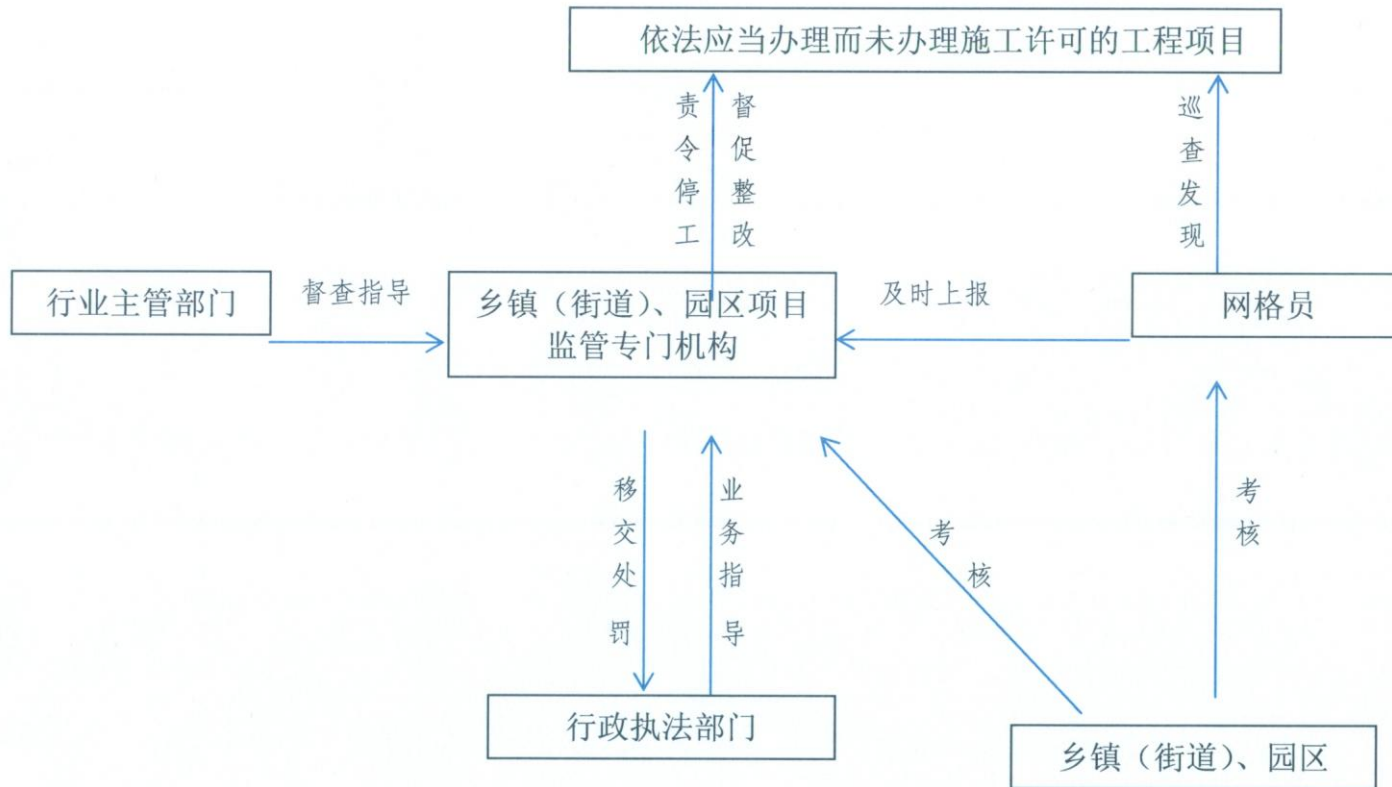 依法应当办理而未办理施工许可的工程项目
责令停工
督促整改
巡查发现
行业主管部门
督查指导
乡镇（街道）、园区项目
监管专门机构
及时上报
网格员
移交处罚
业务指导
考核
考核
行政执法部门
乡镇（街道）、园区